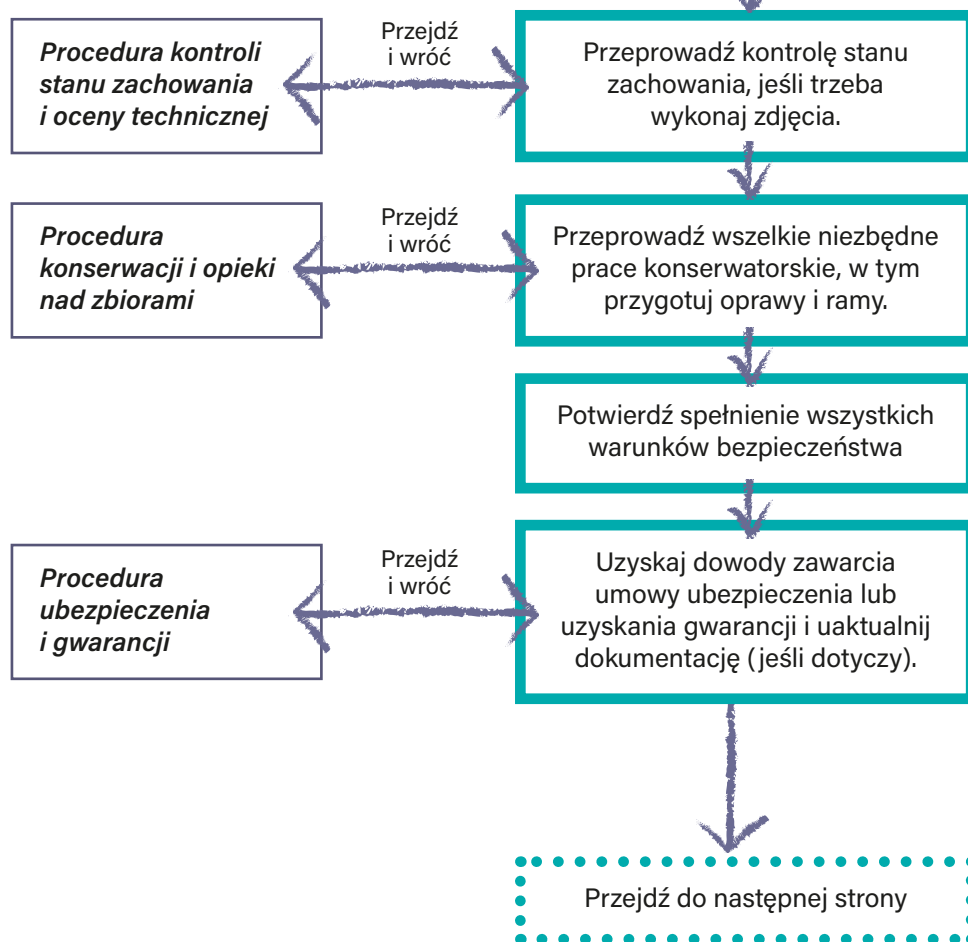 Procedura kontroli
stanu zachowania
i oceny technicznej
Przejdź
i wróć
Przeprowadź kontrolę stanu
zachowania, jeśli trzeba
wykonaj zdjęcia.
Procedura
konserwacji i opieki
nad zbiorami
Przejdź
i wróć
Przeprowadź wszelkie niezbędne
prace konserwatorskie, w tym
przygotuj oprawy i ramy.
Potwierdź spełnienie wszystkich
warunków bezpieczeństwa
Procedura
ubezpieczenia
i gwarancji
Przejdź
i wróć
Uzyskaj dowody zawarcia
umowy ubezpieczenia lub
uzyskania gwarancji i uaktualnij
dokumentację (jeśli dotyczy).
Przejdź do następnej strony